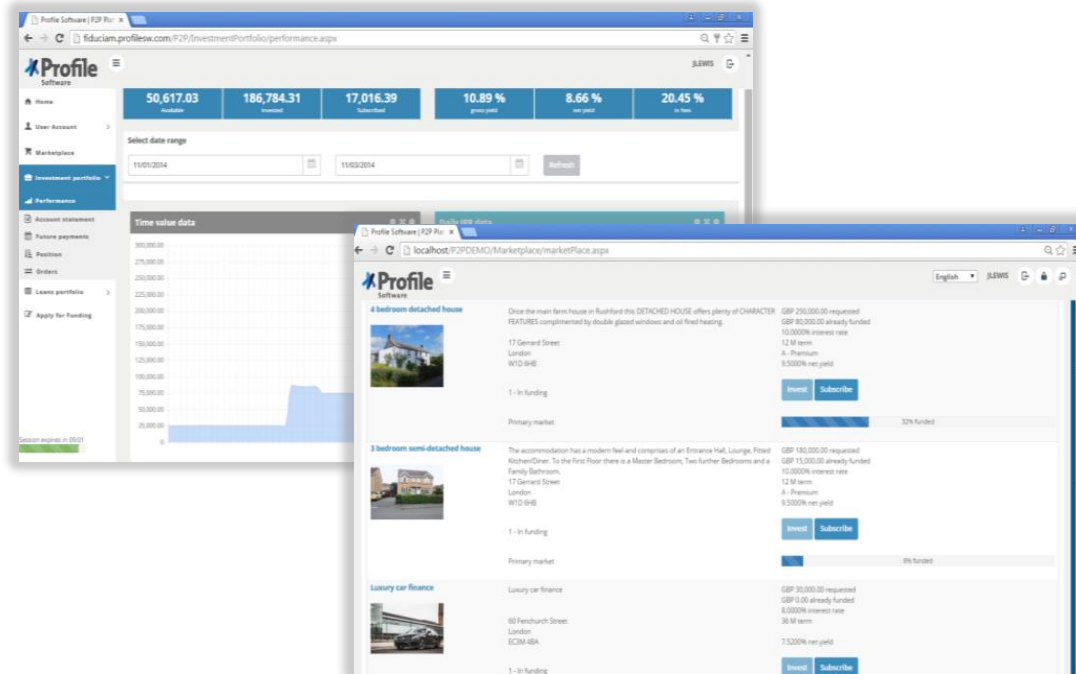 Profile Software | P2P Pla
fiduciam.profilesw.com/P2P/InvestmentPortfolio/performance.aspx
Profile
Software
JLEWIS
Home
User Account
Marketplace
Investment portfolio
Performance
Account statement
Future payments
Position
Orders
Loans portfolio
Apply for Funding
Session expires in 09:01
50,617.03 186,784.31 17,016.39 10.89 % 8.66 % 20.45 %
Available Invested Subscribed gross yield net yield in fees
Select date range
11/01/2014 11/03/2014 Refresh
Time value data Daily IRR data
300,000.00
275,000.00
250,000.00
225,000.00
200,000.00
175,000.00
150,000.00
125,000.00
100,000.00
75,000.00
50,000.00
25,000.00
0
Profile Software | P2P Pla
localhost/P2PDEMO/Marketplace/marketPlace.aspx
Profile
Software
English JLEWIS
4 bedroom detached house
Once the main farm house in Rushford this DETACHED HOUSE offers plenty of CHARACTER
FEATURES complimented by double glazed windows and oil fired heating.
17 Gerrard Street
London
W1D 6HB
1 - In funding
Primary market
GBP 250,000.00 requested
GBP 80,000.00 already funded
10.0000% interest rate
12 M term
A - Premium
9.5000% net yield
Invest Subscribe
32% funded
3 bedroom semi-detached house
The accommodation has a modern feel and comprises of an Entrance Hall, Lounge, Fitted
Kitchen/Diner. To the First Floor there is a Master Bedroom, Two further Bedrooms and a
Family Bathroom.
17 Gerrard Street
London
W1D 6HB
1 - In funding
Primary market
GBP 180,000.00 requested
GBP 15,000.00 already funded
10.0000% interest rate
12 M term
A - Premium
9.5000% net yield
Invest Subscribe
8% funded
Luxury car finance
Luxury car finance
60 Fenchurch Street
London
EC3M 4BA
1 - In funding
GBP 30,000.00 requested
GBP 0.00 already funded
8.0000% interest rate
36 M term
7.5200% net yield
Invest Subscribe